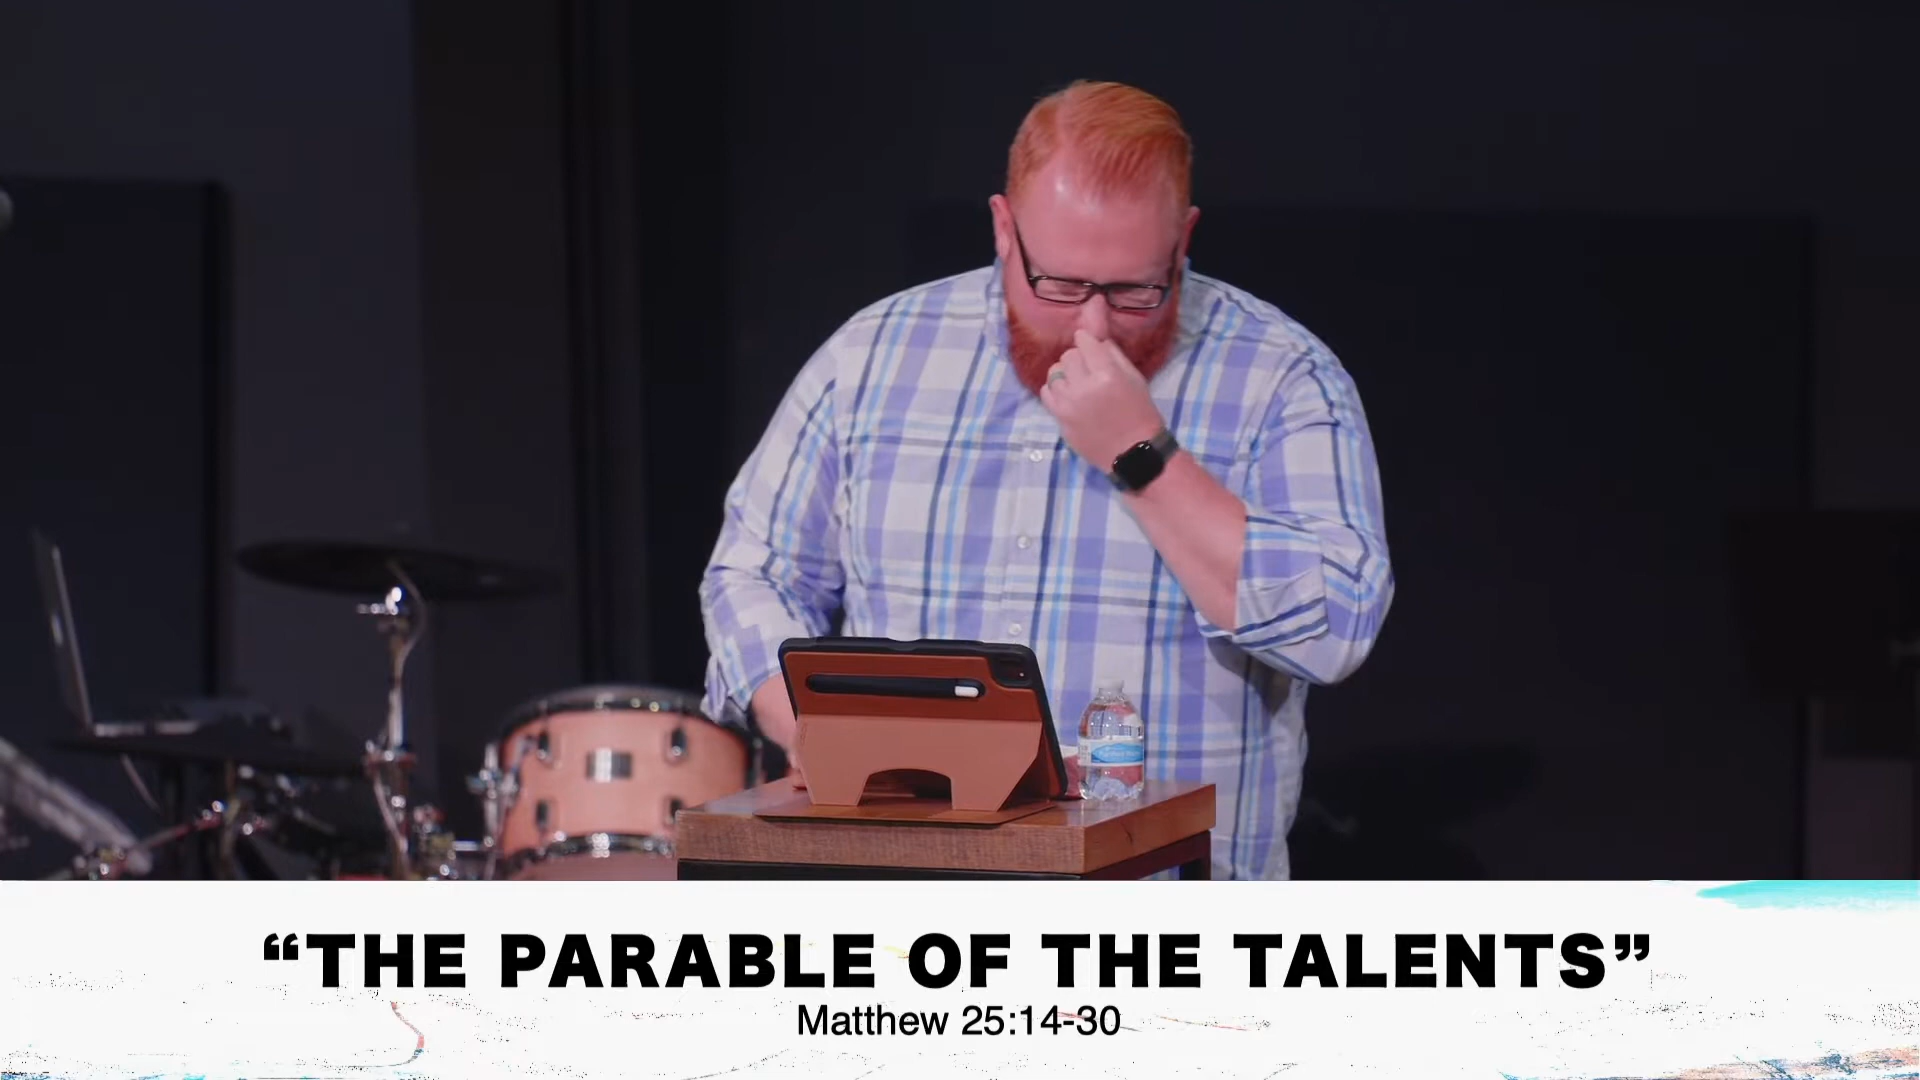 “THE PARABLE OF THE TALENTS”
Matthew 25:14-30